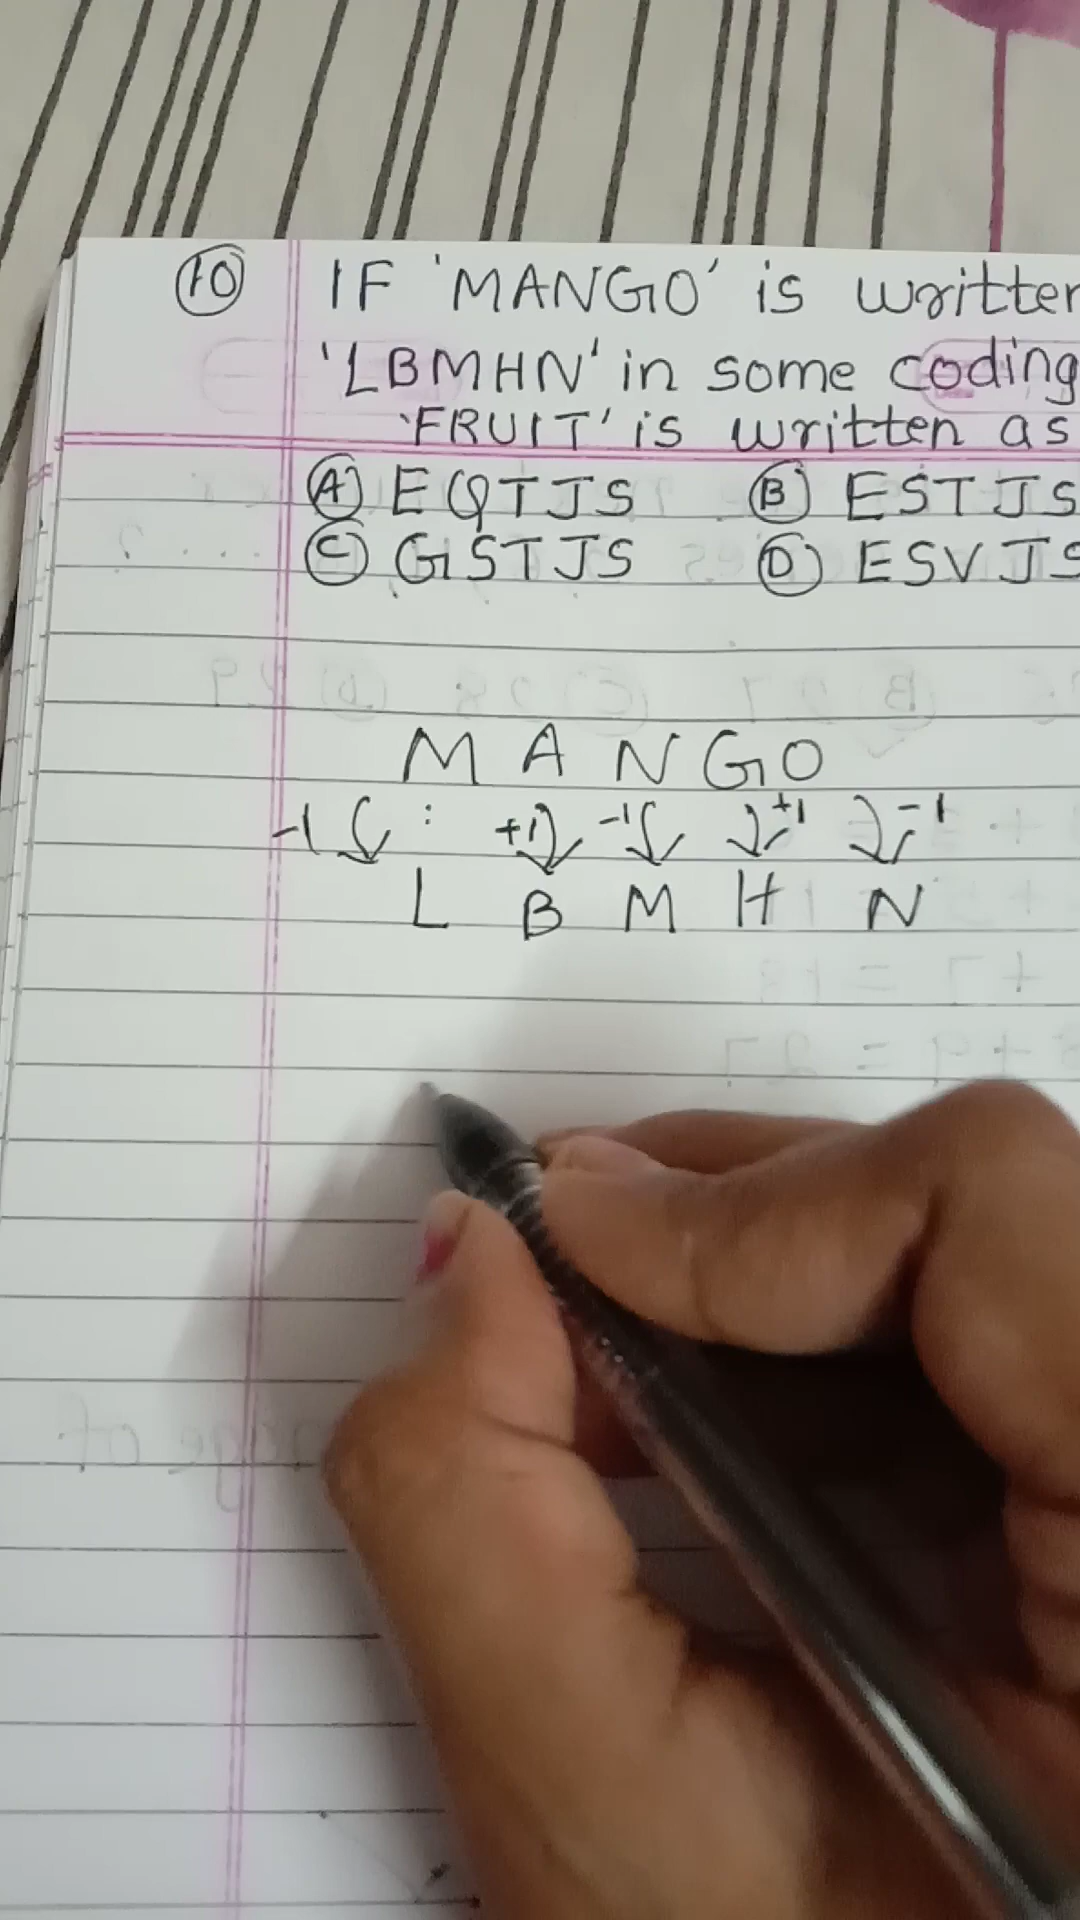 10 IF 'MANGO' is written
'LBMHN' in some coding
'FRUIT' is written as
A EQTJS B ESTJS
C GSTJS D ESVJS
M A N G O
-1 : +1 -1 +1 -1
L B M H N